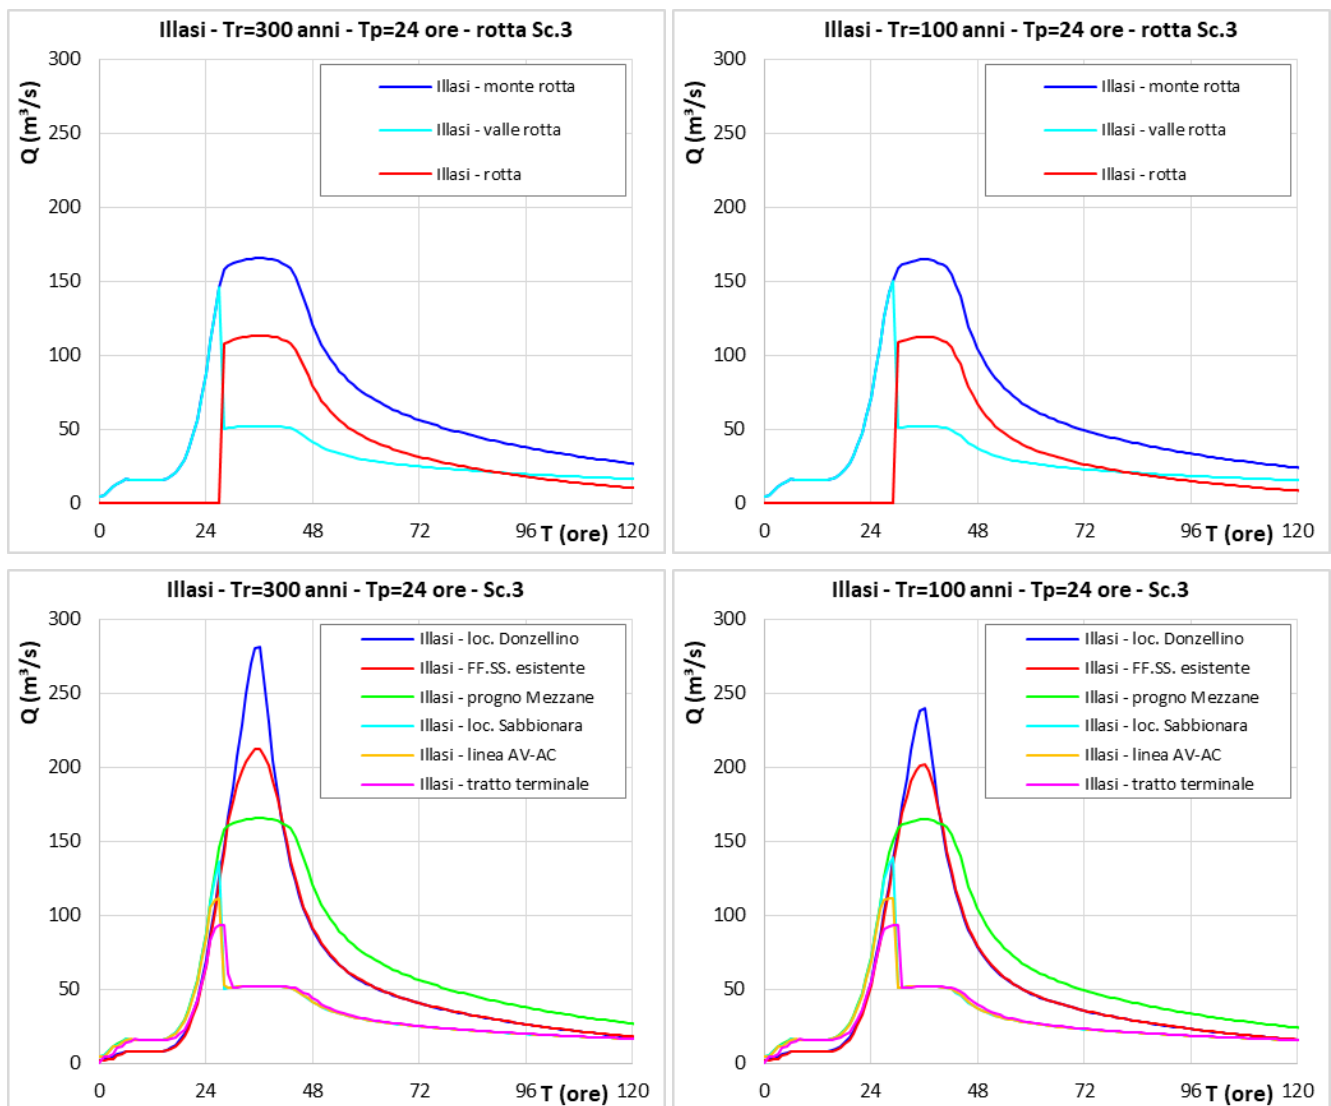 Illasi - Tr=300 anni - Tp=24 ore - rotta Sc.3
Q (m³/s)
300
250
200
150
100
50
0
Illasi - monte rotta
Illasi - valle rotta
Illasi - rotta
0 24 48 72 96 T (ore) 120
Illasi - Tr=100 anni - Tp=24 ore - rotta Sc.3
Q (m³/s)
300
250
200
150
100
50
0
Illasi - monte rotta
Illasi - valle rotta
Illasi - rotta
0 24 48 72 96 T (ore) 120
Illasi - Tr=300 anni - Tp=24 ore - Sc.3
Q (m³/s)
300
250
200
150
100
50
0
Illasi - loc. Donzellino
Illasi - FF.SS. esistente
Illasi - progno Mezzane
Illasi - loc. Sabbionara
Illasi - linea AV-AC
Illasi - tratto terminale
0 24 48 72 96 T (ore) 120
Illasi - Tr=100 anni - Tp=24 ore - Sc.3
Q (m³/s)
300
250
200
150
100
50
0
Illasi - loc. Donzellino
Illasi - FF.SS. esistente
Illasi - progno Mezzane
Illasi - loc. Sabbionara
Illasi - linea AV-AC
Illasi - tratto terminale
0 24 48 72 96 T (ore) 120